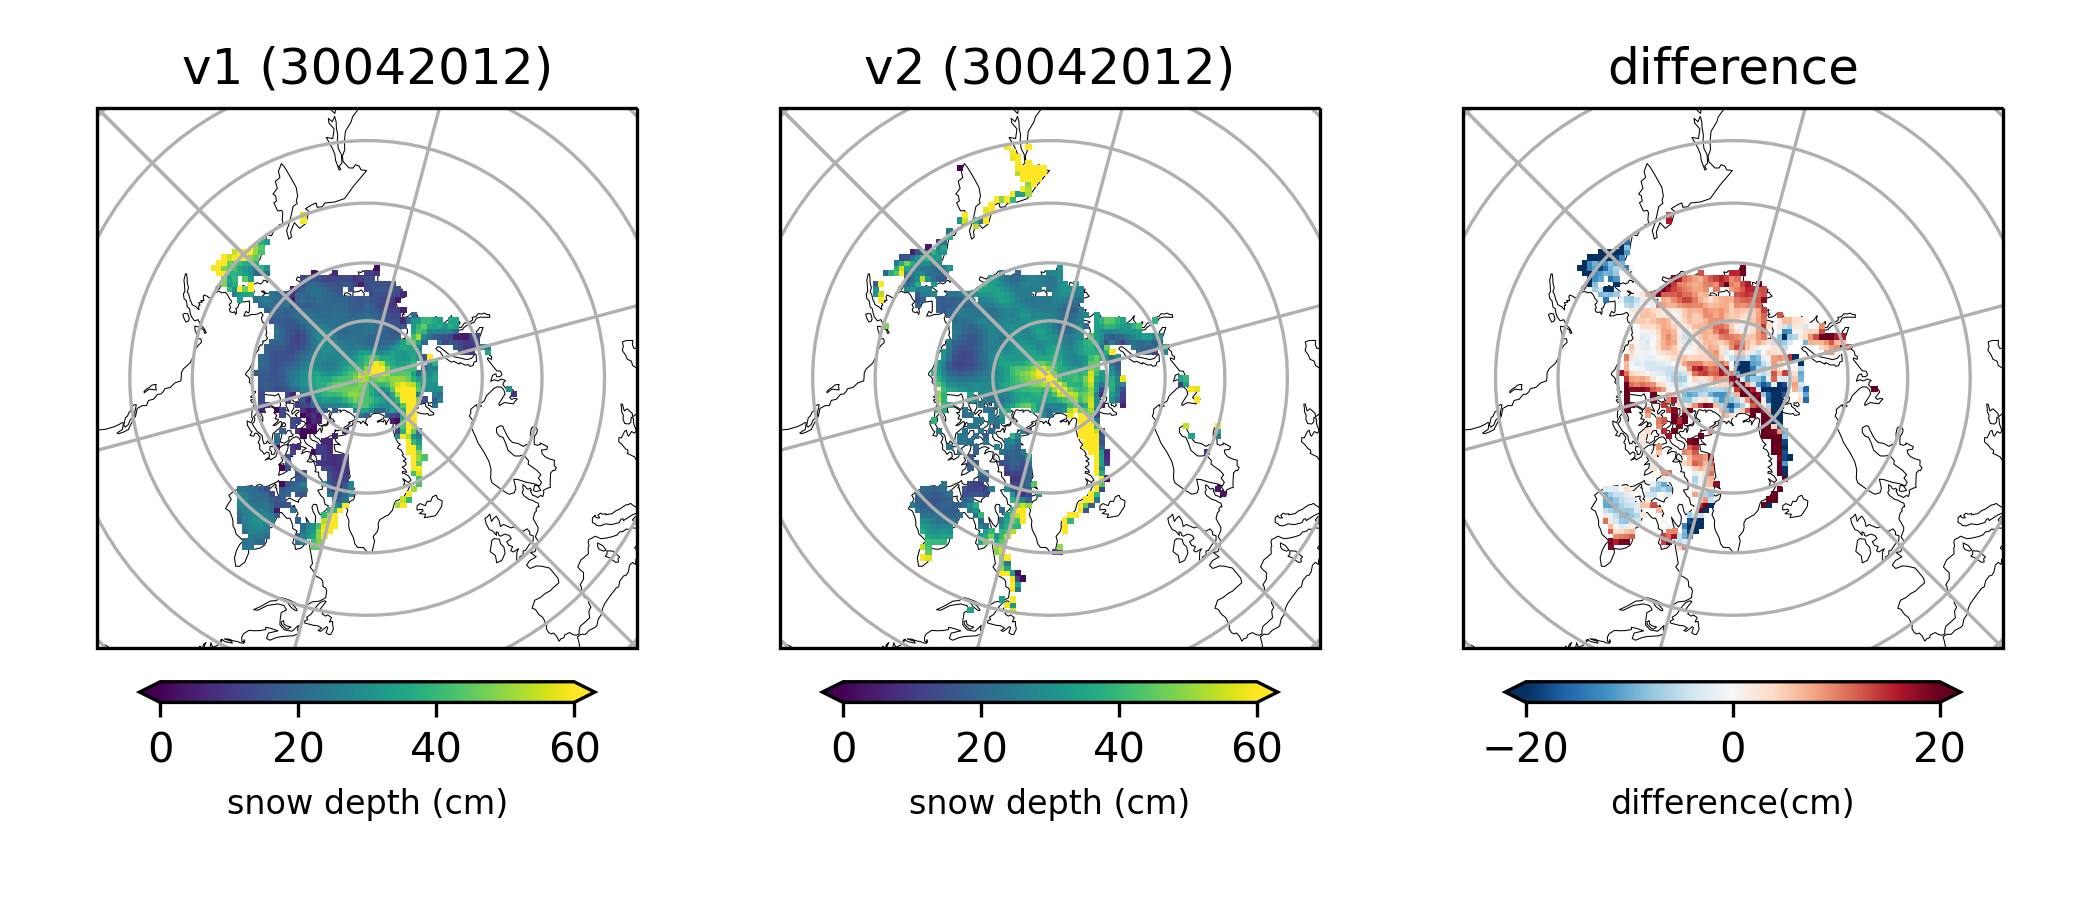 v1 (30042012)
v2 (30042012)
difference
0 20 40 60
0 20 40 60
−20 0 20
snow depth (cm)
snow depth (cm)
difference(cm)